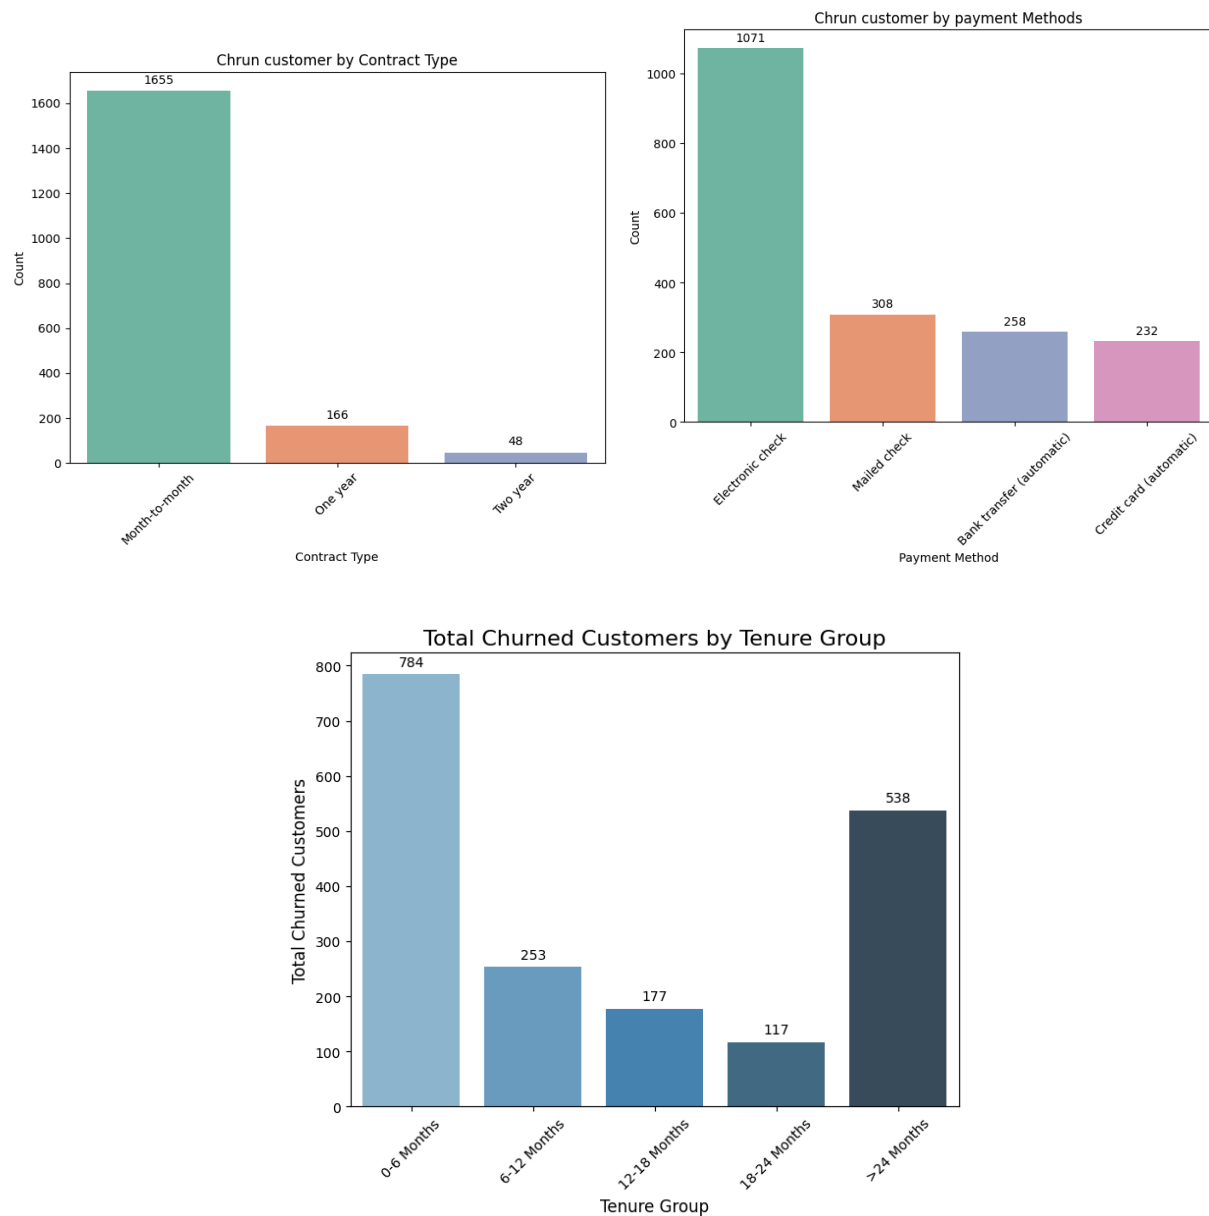 Chrun customer by Contract Type
1655
1600
1400
1200
1000
800
600
400
200
0
166
48
Count
Month-to-month
One year
Two year
Contract Type
Chrun customer by payment Methods
1071
1000
800
600
400
200
0
308
258
232
Count
Electronic check
Mailed check
Bank transfer (automatic)
Credit card (automatic)
Payment Method
Total Churned Customers by Tenure Group
784
800
700
600
500
400
300
200
100
0
253
177
117
538
Total Churned Customers
0-6 Months
6-12 Months
12-18 Months
18-24 Months
>24 Months
Tenure Group